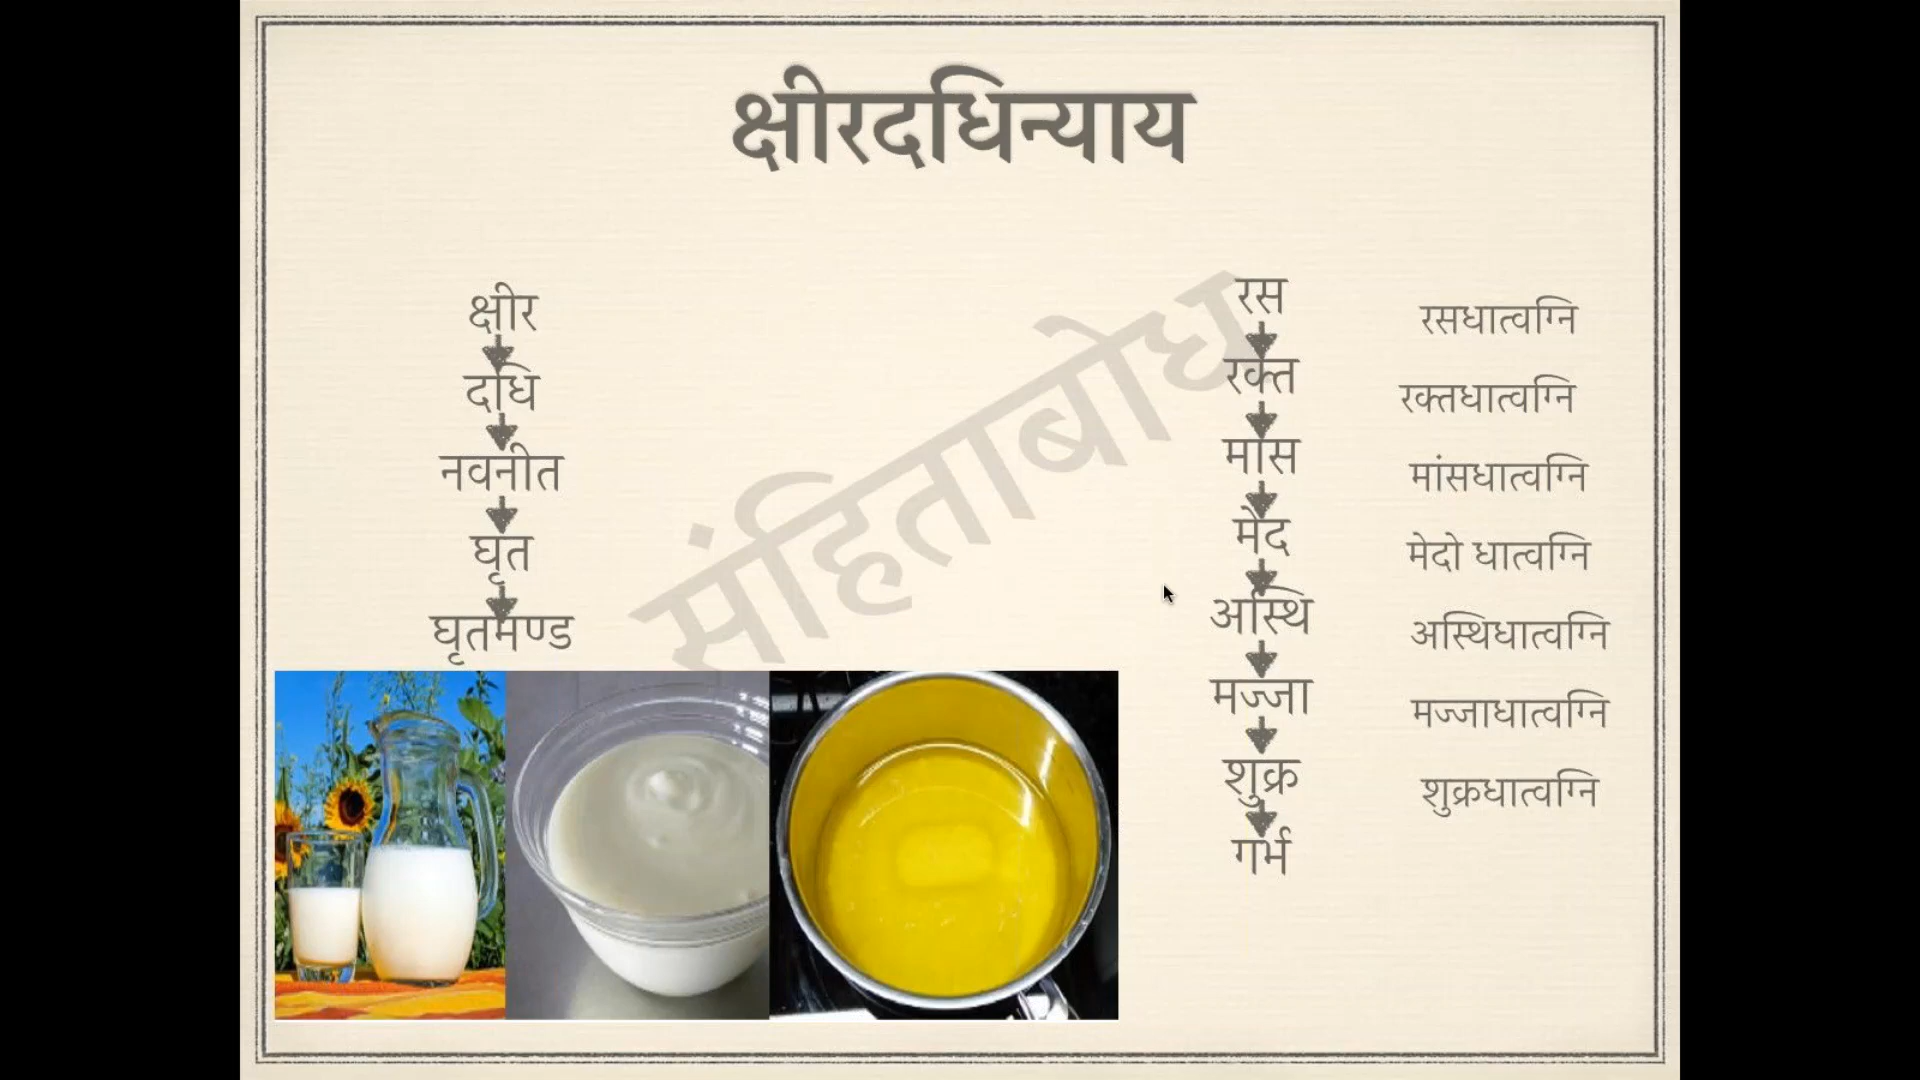 क्षीरदधिन्याय
संहिताबोध
क्षीर
दधि
नवनीत
घृत
घृतमण्ड
रस
रक्त
मांस
मेद
अस्थि
मज्जा
शुक्र
गर्भ
रसधात्वग्नि
रक्तधात्वग्नि
मांसधात्वग्नि
मेदो धात्वग्नि
अस्थिधात्वग्नि
मज्जाधात्वग्नि
शुक्रधात्वग्नि